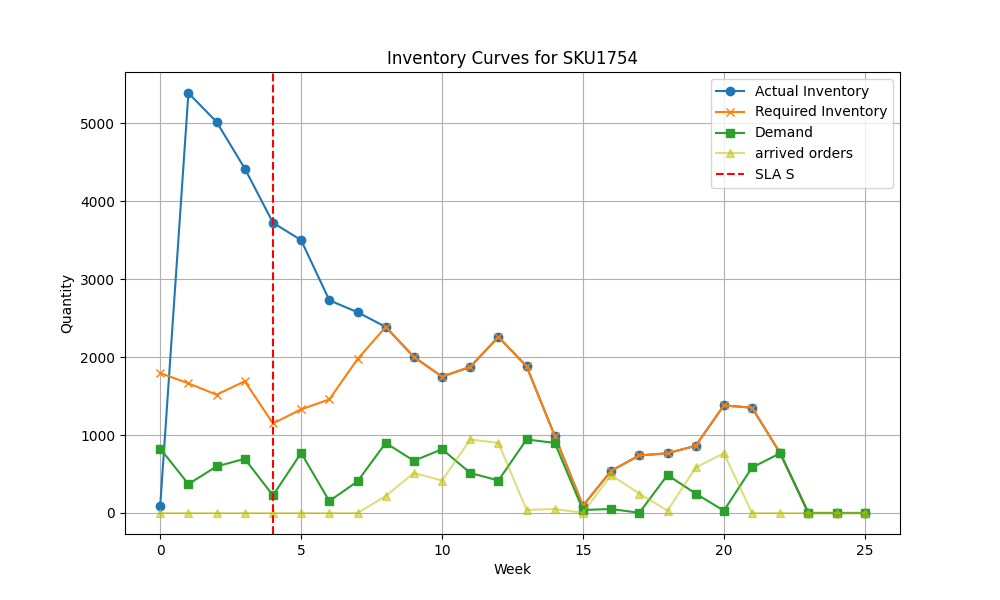 Inventory Curves for SKU1754
Actual Inventory
Required Inventory
Demand
arrived orders
SLA S
5000
4000
3000
2000
1000
0
Quantity
0 5 10 15 20 25
Week